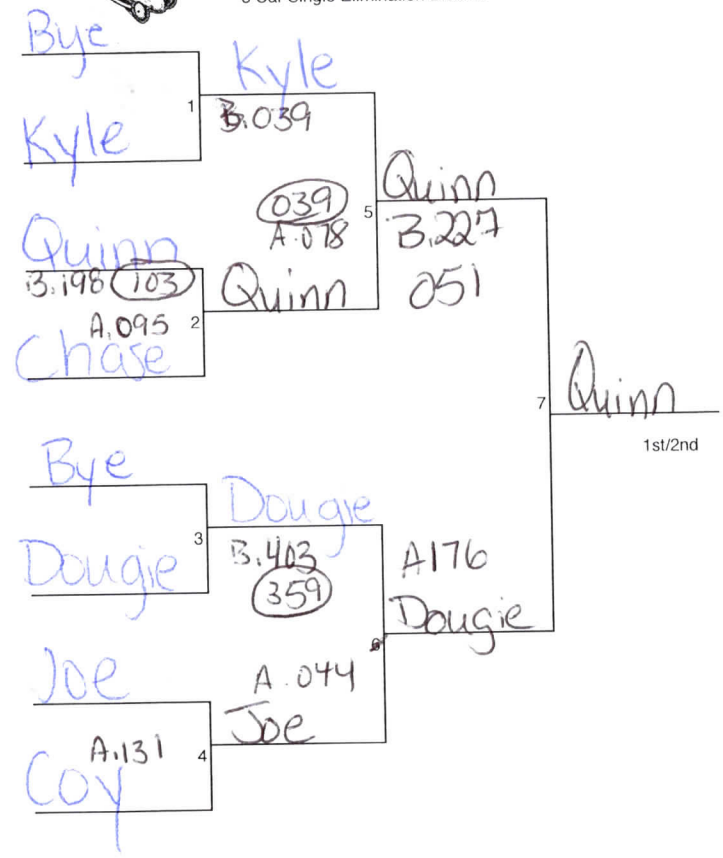 Bye
Kyle
1
Kyle
B.039
Quinn
B.198 103
A.095
Chase
2
039
A.078
Quinn
5
Quinn
B.227
051
Bye
Dougie
3
Dougie
B.403
359
Joe
A.131
Coy
4
A.044
Joe
A176
Dougie
7
Quinn
1st/2nd